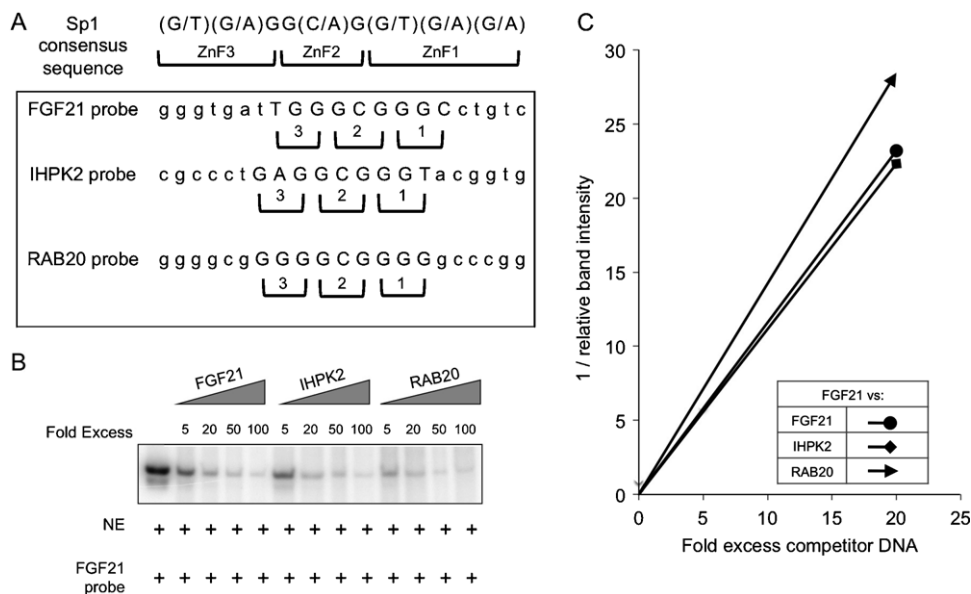 A
Sp1 consensus sequence
(G/T)(G/A)GG(C/A)G(G/T)(G/A)(G/A)
ZnF3 ZnF2 ZnF1
FGF21 probe g g g t g a t T G G G C G G G C c t g t c
3 2 1
IHPK2 probe c g c c c t G A G G C G G G T a c g g t g
3 2 1
RAB20 probe g g g g c g G G G G C G G G G g c c c g g
3 2 1
B
FGF21 IHPK2 RAB20
Fold Excess 5 20 50 100 5 20 50 100 5 20 50 100
NE + + + + + + + + + + + + +
FGF21 probe + + + + + + + + + + + + +
C
1 / relative band intensity
30
25
20
15
10
5
0
0 5 10 15 20 25
Fold excess competitor DNA
FGF21 vs:
FGF21
IHPK2
RAB20